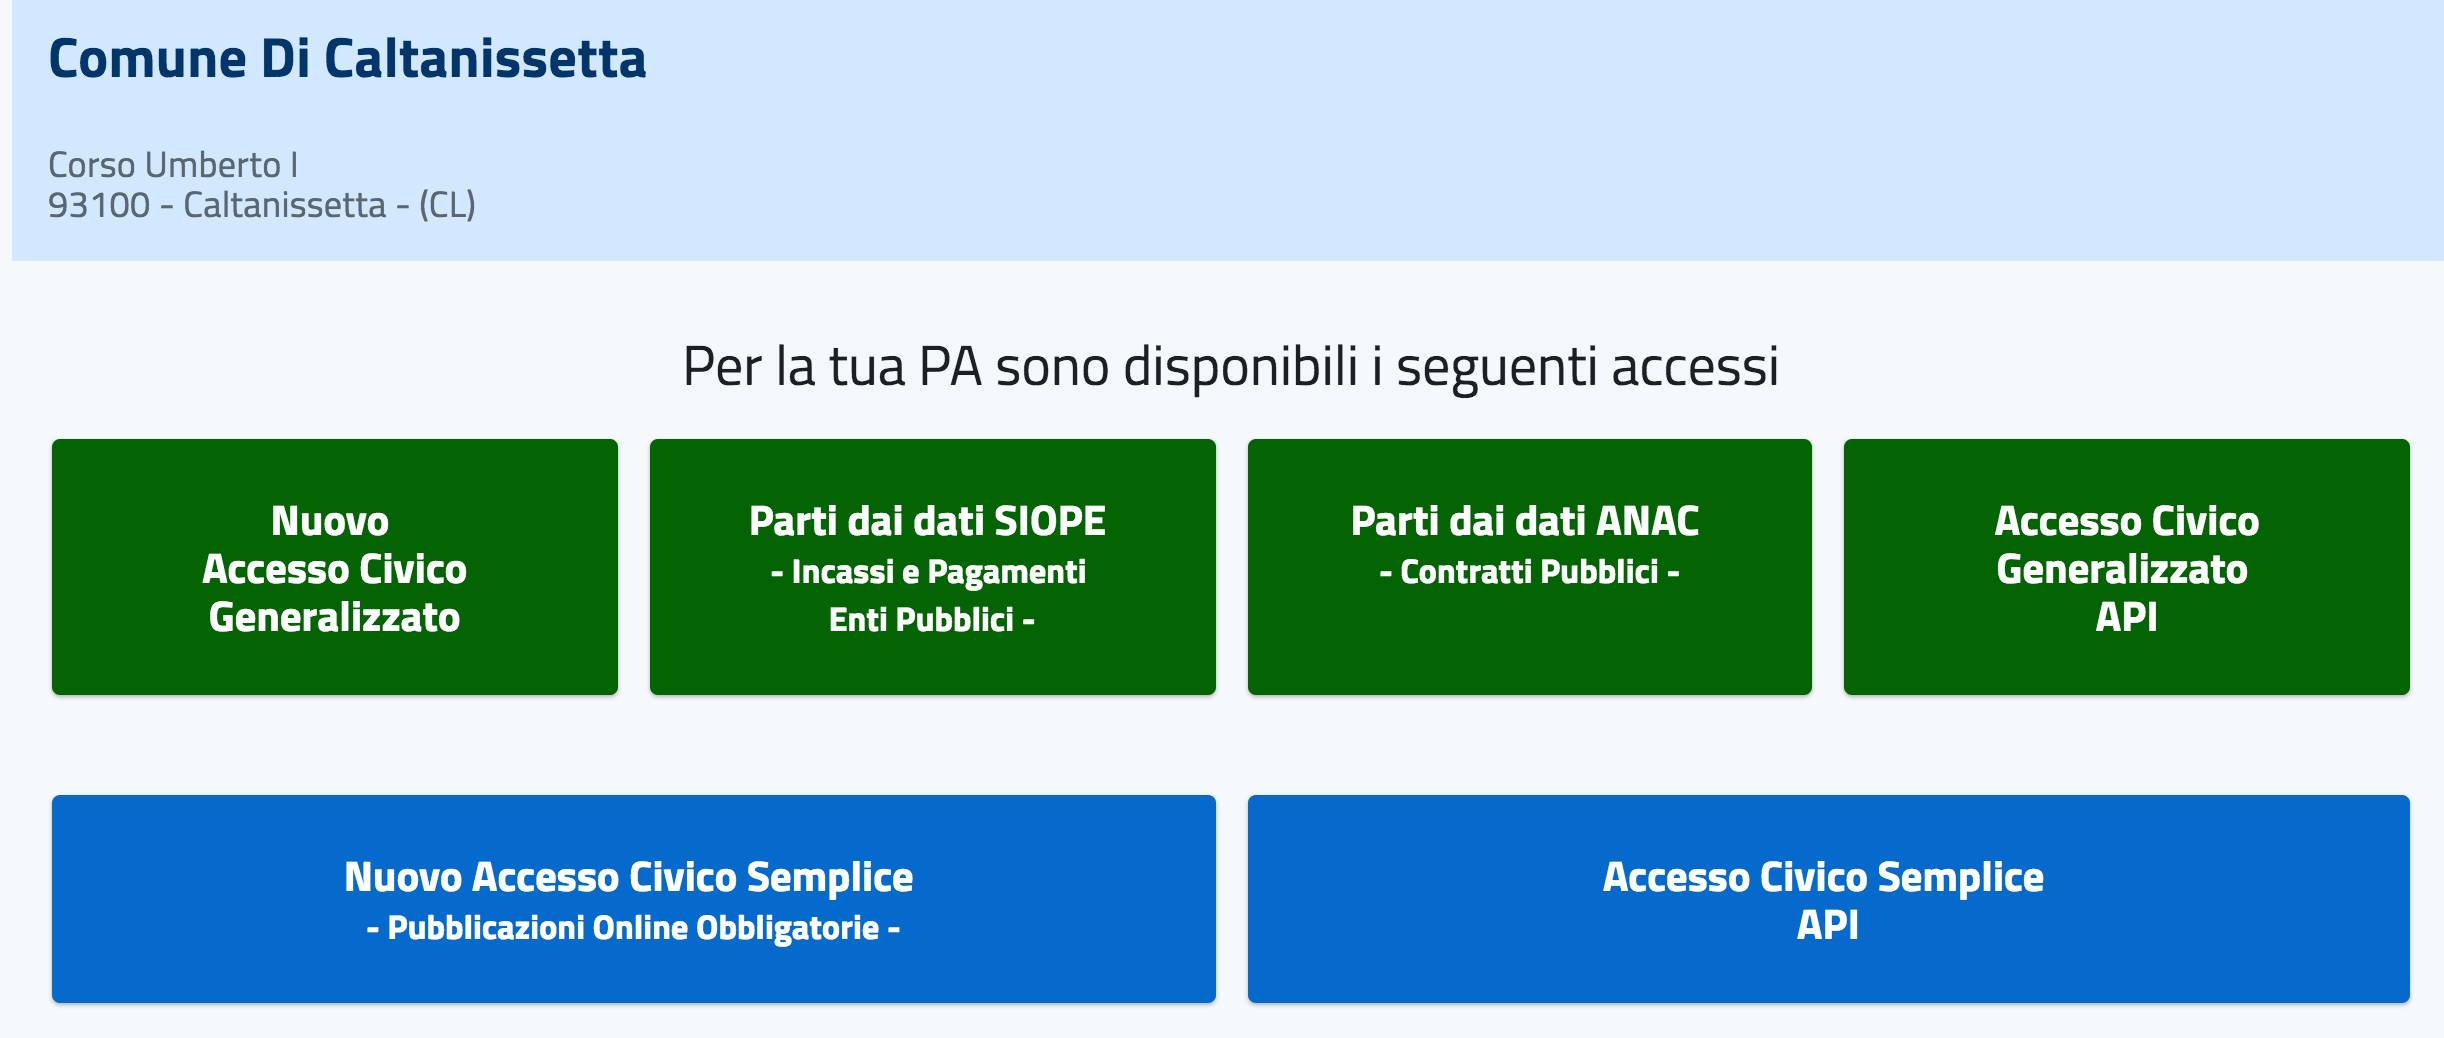 Comune Di Caltanissetta
Corso Umberto I
93100 - Caltanissetta - (CL)
Per la tua PA sono disponibili i seguenti accessi
Nuovo
Accesso Civico
Generalizzato
Parti dai dati SIOPE
- Incassi e Pagamenti
Enti Pubblici -
Parti dai dati ANAC
- Contratti Pubblici -
Accesso Civico
Generalizzato
API
Nuovo Accesso Civico Semplice
- Pubblicazioni Online Obbligatorie -
Accesso Civico Semplice
API